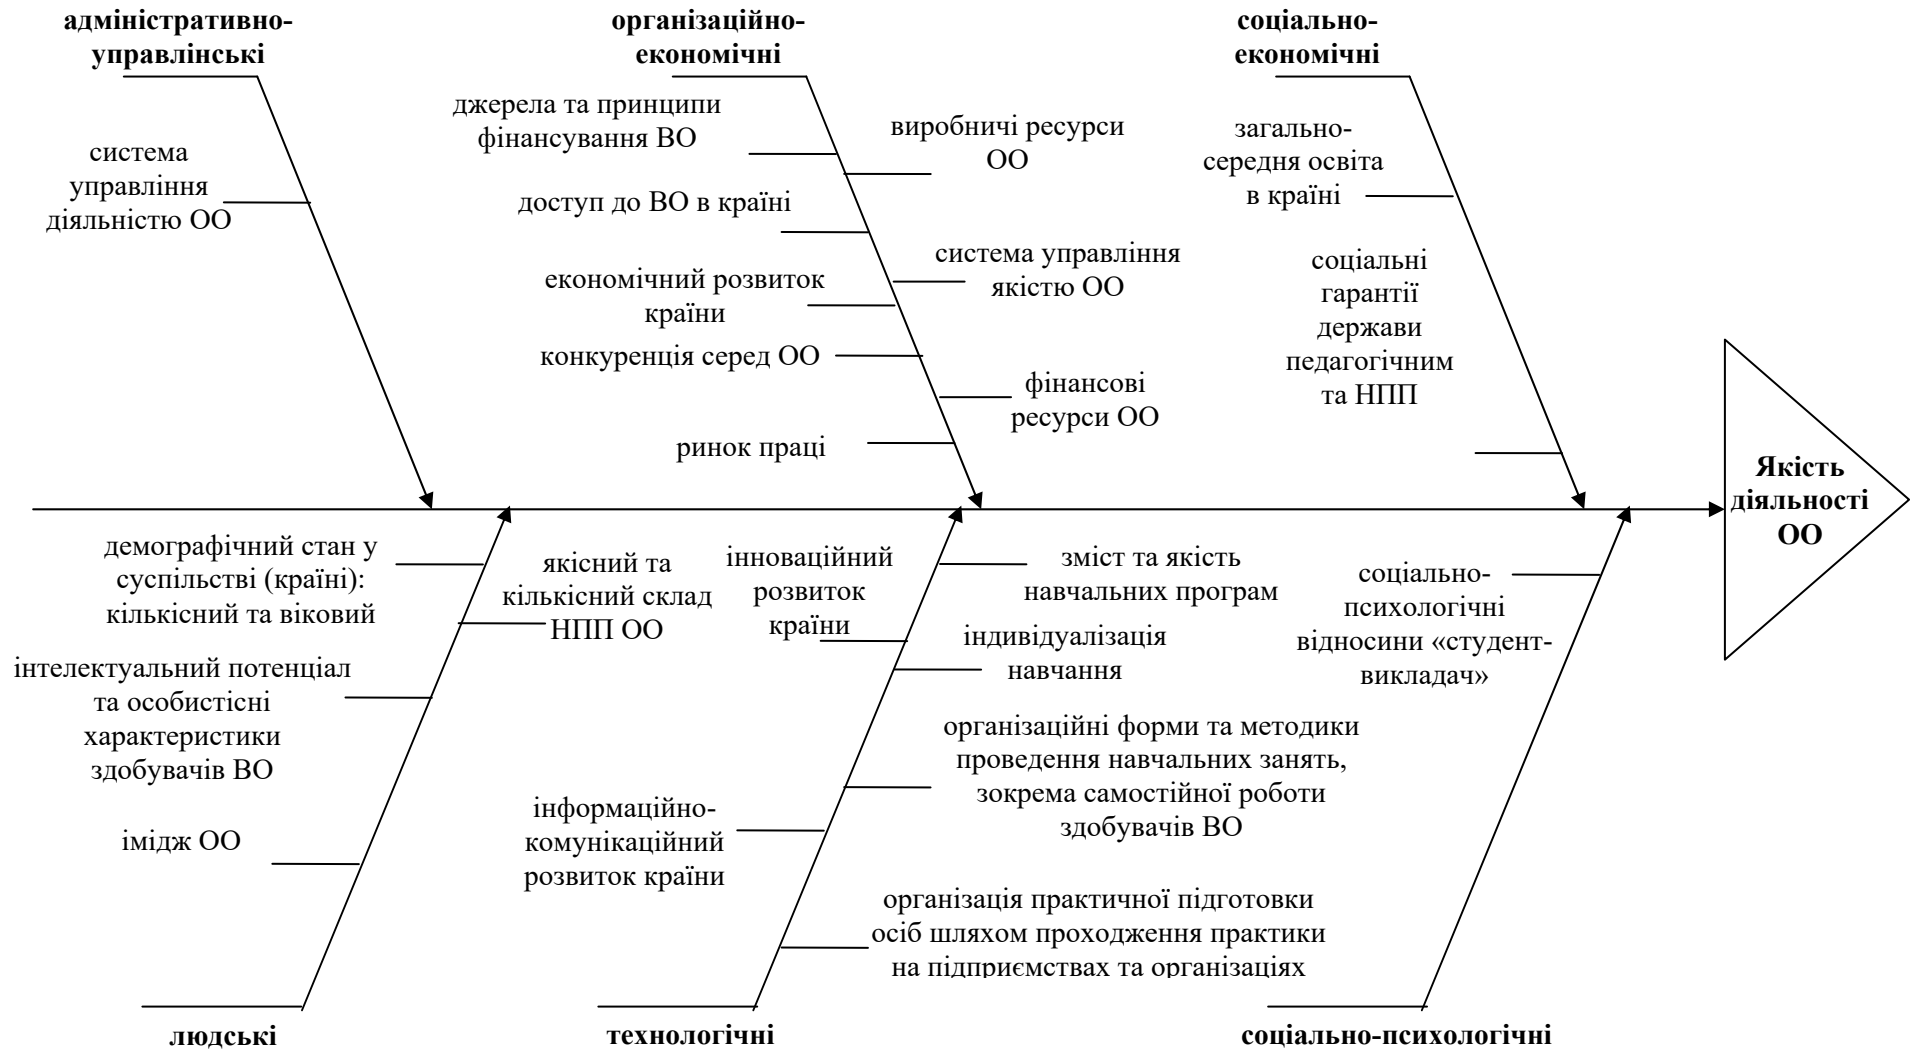 адміністративно-
управлінські
організаційно-
економічні
соціально-
економічні
система
управління
діяльністю ОО
джерела та принципи
фінансування ВО
доступ до ВО в країні
економічний розвиток
країни
конкуренція серед ОО
ринок праці
виробничі ресурси
ОО
система управління
якістю ОО
фінансові
ресурси ОО
загально-
середня освіта
в країні
соціальні
гарантії
держави
педагогічним
та НПП
Якість
діяльності
ОО
демографічний стан у
суспільстві (країні):
кількісний та віковий
інтелектуальний потенціал
та особистісні
характеристики
здобувачів ВО
імідж ОО
якісний та
кількісний склад
НПП ОО
інноваційний
розвиток
країни
інформаційно-
комунікаційний
розвиток країни
зміст та якість
навчальних програм
індивідуалізація
навчання
організаційні форми та методики
проведення навчальних занять,
зокрема самостійної роботи
здобувачів ВО
організація практичної підготовки
осіб шляхом проходження практики
на підприємствах та організаціях
соціально-
психологічні
відносини «студент-
викладач»
людські
технологічні
соціально-психологічні